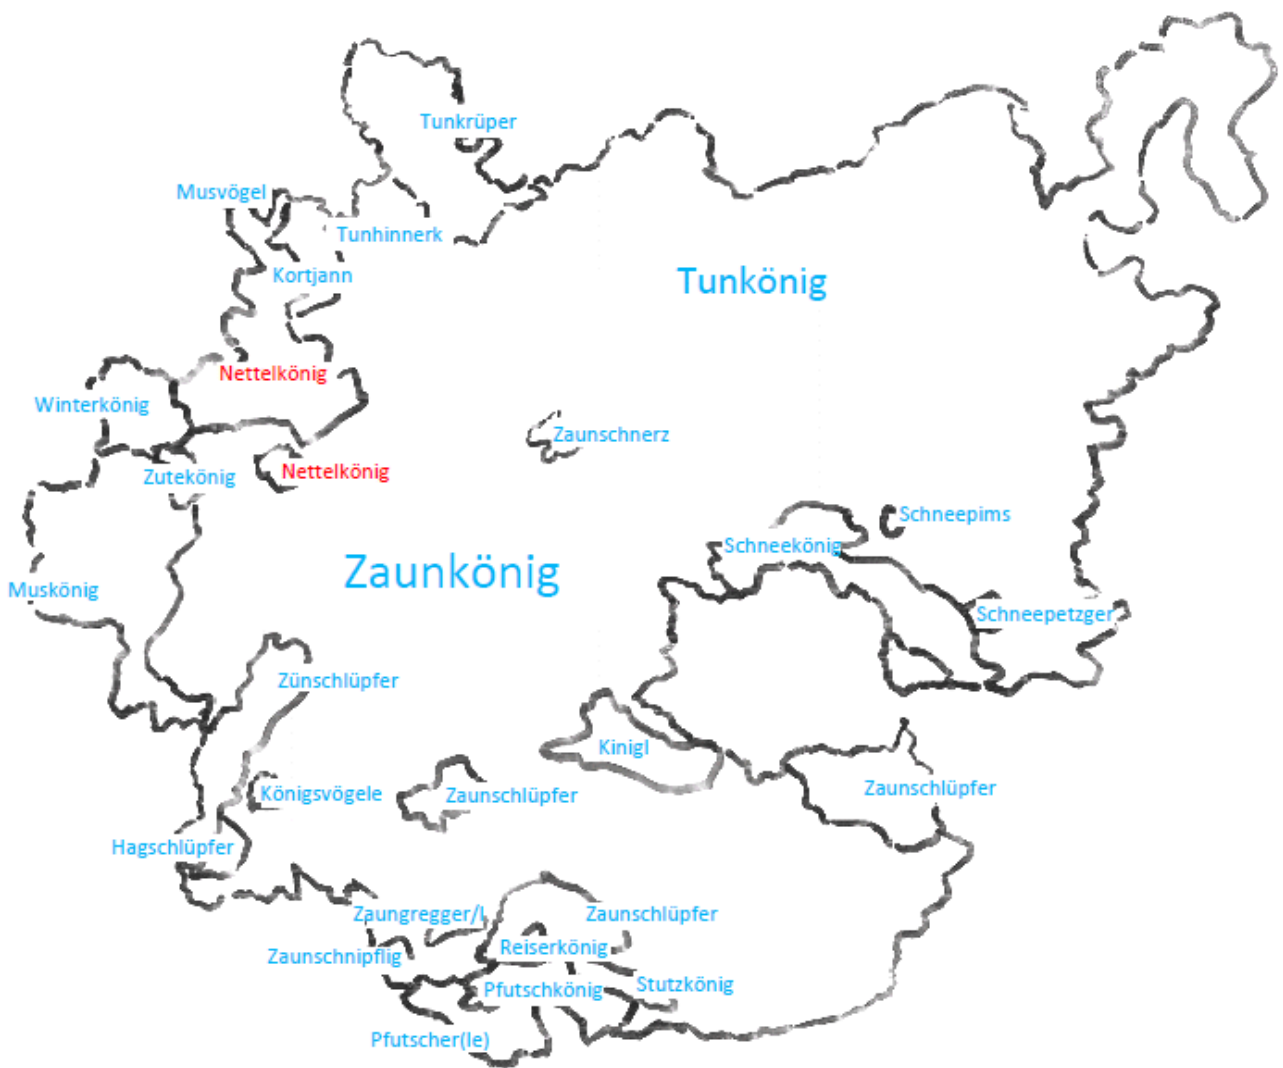 Tunkrüper
Musvögel
Tunhinnerk
Kortjann
Tunkönig
Nettelkönig
Winterkönig
Zaunschnerz
Nettelkönig
Zutekönig
Schneepims
Schneekönig
Zaunkönig
Muskönig
Schneepetzger
Zünschlüpfer
Kinigl
Zaunschlüpfer
Königsvögele
Zaunschlüpfer
Hagschlüpfer
Zaungregger/l
Zaunschlüpfer
Reiserkönig
Zaunschnipflig
Stutzkönig
Pfutschkönig
Pfutscher(le)